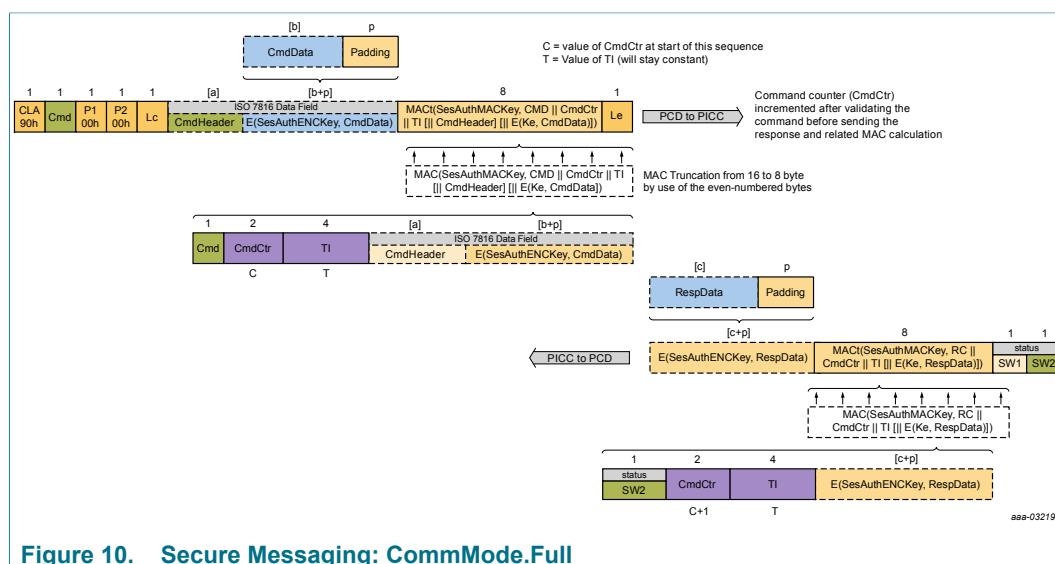 [b] p
CmdData Padding
C = value of CmdCtr at start of this sequence
T = Value of TI (will stay constant)
1 1 1 1 1 [a] [b+p] 8 1
CLA
90h
Cmd
P1
00h
P2
00h
Lc
ISO 7816 Data Field
CmdHeader E(SesAuthENCKey, CmdData)
MACt(SesAuthMACKey, CMD || CmdCtr
|| TI [|| CmdHeader] [|| E(Ke, CmdData)])
Le
PCD to PICC
Command counter (CmdCtr)
incremented after validating the
command before sending the
response and related MAC calculation
MAC(SesAuthMACKey, CMD || CmdCtr || TI
[|| CmdHeader] [|| E(Ke, CmdData])
MAC Truncation from 16 to 8 byte
by use of the even-numbered bytes
1 2 4 [a] [b+p]
Cmd CmdCtr TI
ISO 7816 Data Field
CmdHeader E(SesAuthENCKey, CmdData)
C T
[c] p
RespData Padding
[c+p] 8 1 1
PICC to PCD
E(SesAuthENCKey, RespData)
MACt(SesAuthMACKey, RC ||
CmdCtr || TI [|| E(Ke, RespData)])
status
SW1 SW2
MAC(SesAuthMACKey, RC ||
CmdCtr || TI [|| E(Ke, RespData)])
1 2 4 [c+p]
status
SW2
CmdCtr TI E(SesAuthENCKey, RespData)
C+1 T
aaa-03219
Figure 10. Secure Messaging: CommMode.Full